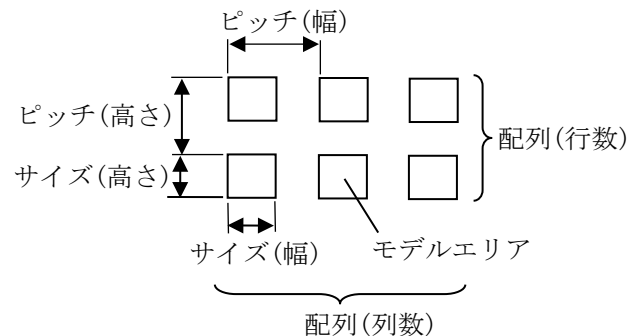 ピッチ(幅)
ピッチ(高さ)
配列(行数)
サイズ(高さ)
サイズ(幅)
モデルエリア
配列(列数)